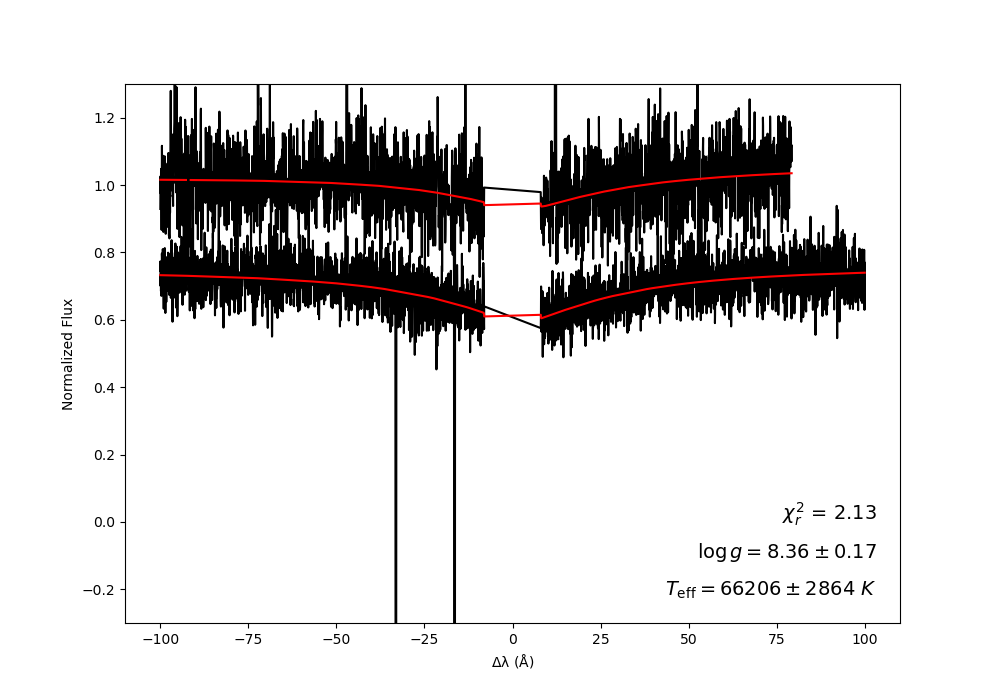 1.2
1.0
0.8
0.6
0.4
0.2
0.0
−0.2
Normalized Flux
χ²ᵣ = 2.13
log g = 8.36 ± 0.17
T_eff = 66206 ± 2864 K
−100 −75 −50 −25 0 25 50 75 100
Δλ (Å)